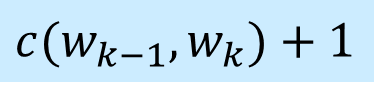 c(w_{k-1}, w_k) + 1